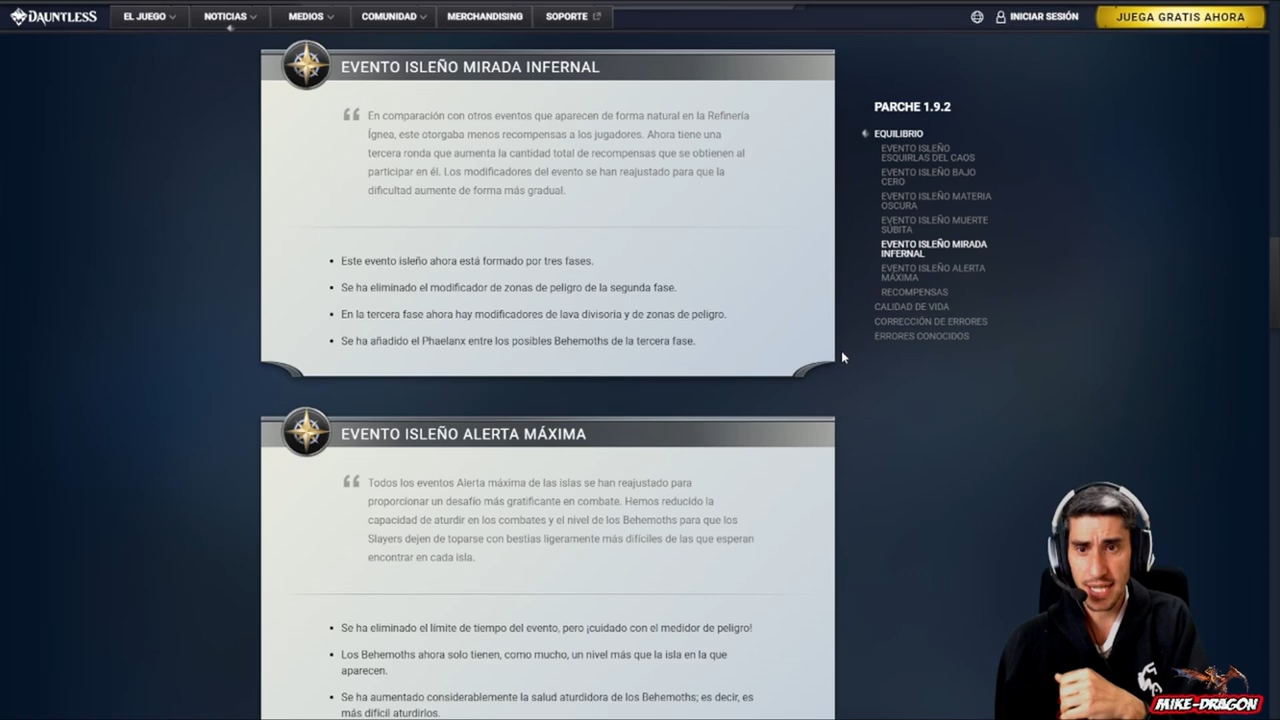 DAUNTLESS
EL JUEGO
NOTICIAS
MEDIOS
COMUNIDAD
MERCHANDISING
SOPORTE
INICIAR SESIÓN
JUEGA GRATIS AHORA
EVENTO ISLEÑO MIRADA INFERNAL
En comparación con otros eventos que aparecen de forma natural en la Refinería
Ígnea, este otorgaba menos recompensas a los jugadores. Ahora tiene una
tercera ronda que aumenta la cantidad total de recompensas que se obtienen al
participar en él. Los modificadores del evento se han reajustado para que la
dificultad aumente de forma más gradual.
• Este evento isleño ahora está formado por tres fases.
• Se ha eliminado el modificador de zonas de peligro de la segunda fase.
• En la tercera fase ahora hay modificadores de lava divisoria y de zonas de peligro.
• Se ha añadido el Phaelanx entre los posibles Behemoths de la tercera fase.
EVENTO ISLEÑO ALERTA MÁXIMA
Todos los eventos Alerta máxima de las islas se han reajustado para
proporcionar un desafío más gratificante en combate. Hemos reducido la
capacidad de aturdir en los combates y el nivel de los Behemoths para que los
Slayers dejen de toparse con bestias ligeramente más difíciles de las que esperan
encontrar en cada isla.
• Se ha eliminado el límite de tiempo del evento, pero ¡cuidado con el medidor de peligro!
• Los Behemoths ahora solo tienen, como mucho, un nivel más que la isla en la que
aparecen.
• Se ha aumentado considerablemente la salud aturdidora de los Behemoths; es decir, es
más difícil aturdirlos.
PARCHE 1.9.2
EQUILIBRIO
EVENTO ISLEÑO
ESQUIRLAS DEL CAOS
EVENTO ISLEÑO BAJO
CERO
EVENTO ISLEÑO MATERIA
OSCURA
EVENTO ISLEÑO MUERTE
SÚBITA
EVENTO ISLEÑO MIRADA
INFERNAL
EVENTO ISLEÑO ALERTA
MÁXIMA
RECOMPENSAS
CALIDAD DE VIDA
CORRECCIÓN DE ERRORES
ERRORES CONOCIDOS
MIKE-DRAGON